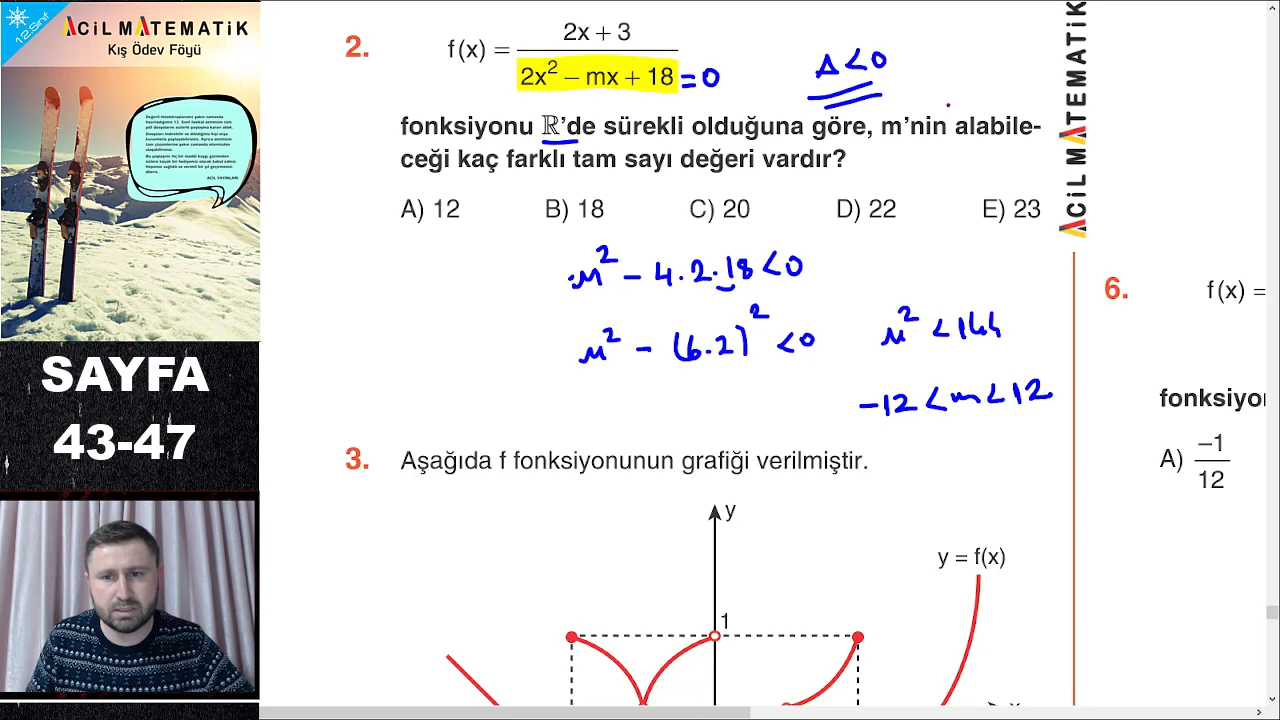 12.Sınıf
ACiL MATEMATiK
Kış Ödev Föyü
ACİL YAYINLARI
SAYFA
43-47
2.
f(x) = (2x + 3) / (2x² – mx + 18) = 0
Δ < 0
fonksiyonu ℝ'de sürekli olduğuna göre, m'nin alabile-
ceği kaç farklı tam sayı değeri vardır?
A) 12 B) 18 C) 20 D) 22 E) 23
m² – 4.2.18 < 0
m² – (6.2)² < 0
m² < 144
–12 < m < 12
3. Aşağıda f fonksiyonunun grafiği verilmiştir.
y
y = f(x)
1
x
ACiL MATEMATiK
6.
f(x) =
fonksiyo
A) –1/12